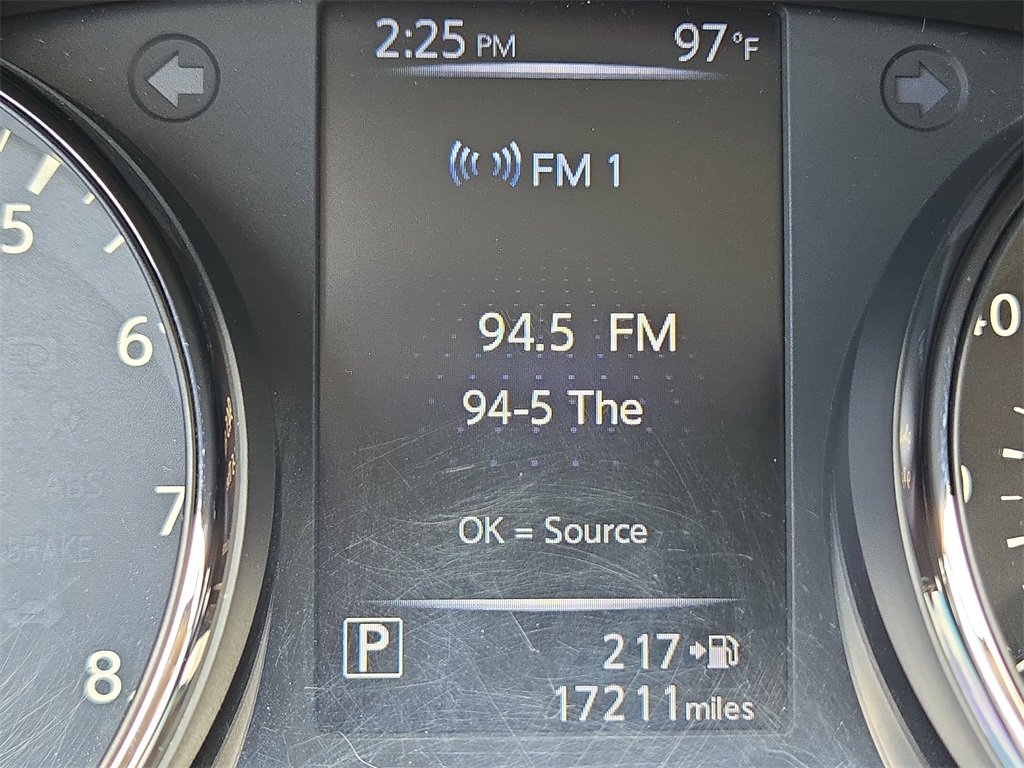 2:25 PM 97°F
FM 1
5
6
40
94.5 FM
94-5 The
7
ABS
OK = Source
BRAKE
P
217
8
17211 miles